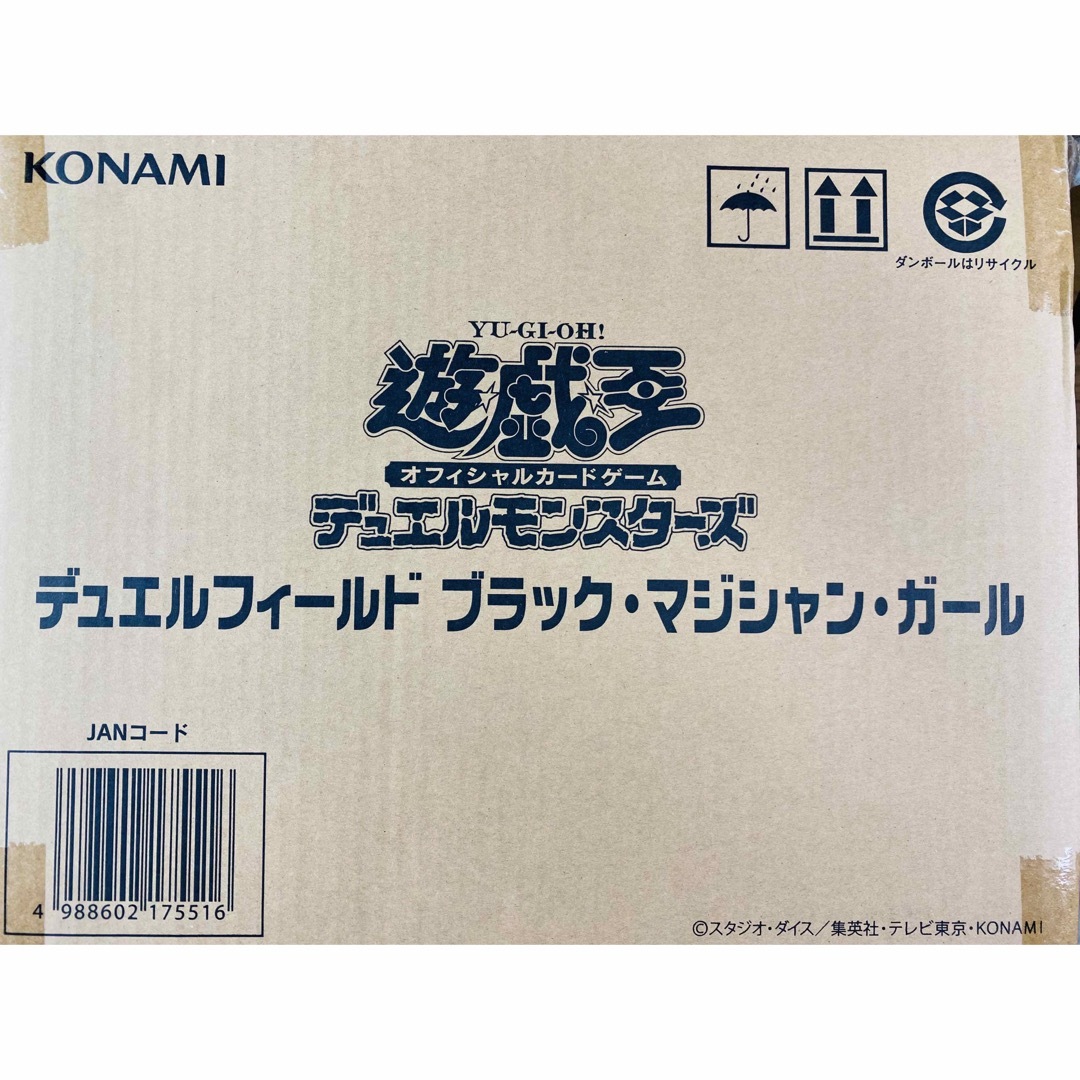 KONAMI
ダンボールはリサイクル
YU-GI-OH!
遊☆戯☆王
オフィシャルカードゲーム
デュエルモンスターズ
デュエルフィールド ブラック・マジシャン・ガール
JANコード
4 988602 175516
©スタジオ・ダイス／集英社・テレビ東京・KONAMI